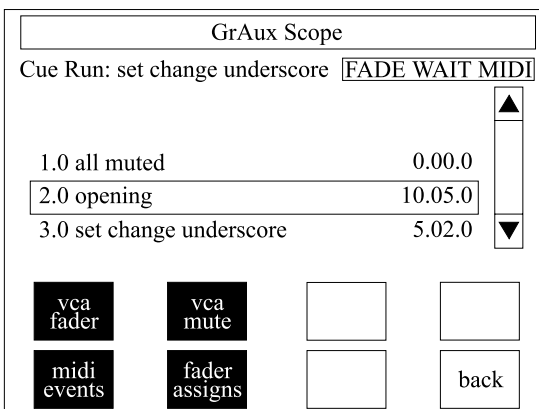 GrAux Scope
Cue Run: set change underscore FADE WAIT MIDI
1.0 all muted 0.00.0
2.0 opening 10.05.0
3.0 set change underscore 5.02.0
vca fader
vca mute
midi events
fader assigns
back